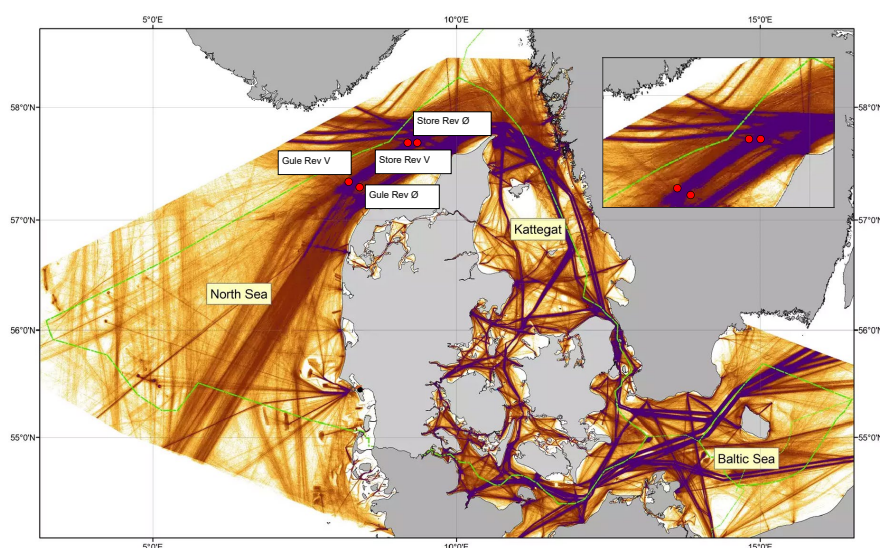 5°0'E 10°0'E 15°0'E
58°0'N 58°0'N
Store Rev Ø
Gule Rev V Store Rev V
Gule Rev Ø
57°0'N 57°0'N
Kattegat
North Sea
56°0'N 56°0'N
55°0'N 55°0'N
Baltic Sea
5°0'E 10°0'E 15°0'E